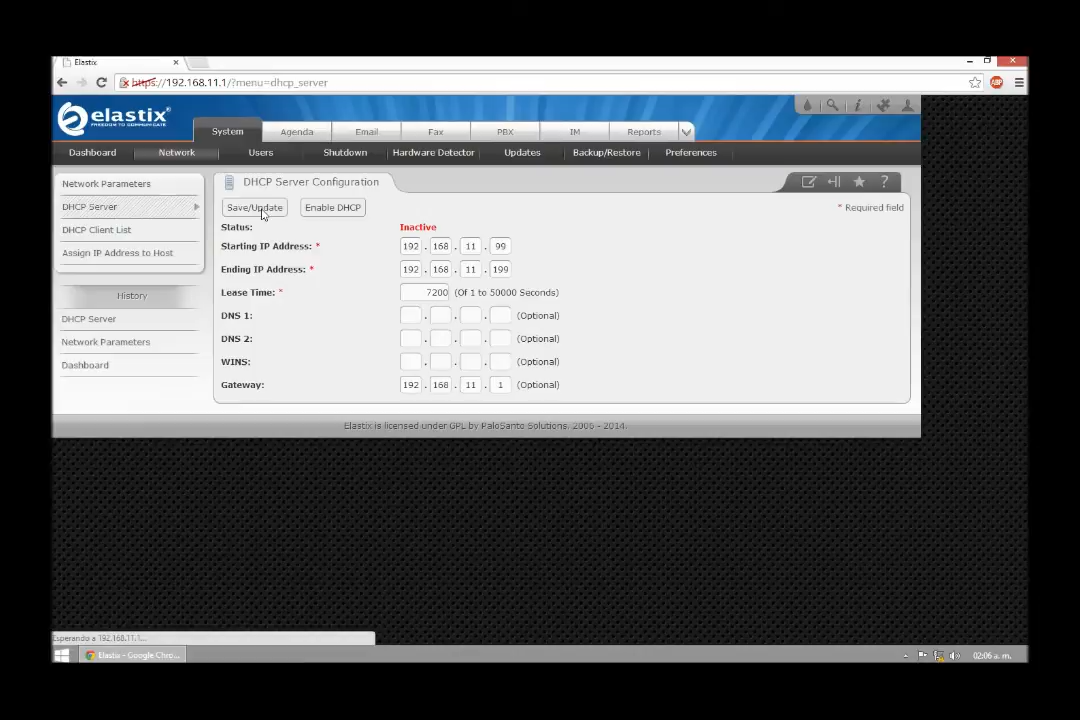 Elastix
https://192.168.11.1/?menu=dhcp_server
elastix
FREEDOM TO COMMUNICATE
System
Agenda
Email
Fax
PBX
IM
Reports
Dashboard
Network
Users
Shutdown
Hardware Detector
Updates
Backup/Restore
Preferences
Network Parameters
DHCP Server
DHCP Client List
Assign IP Address to Host
History
DHCP Server
Network Parameters
Dashboard
DHCP Server Configuration
Save/Update
Enable DHCP
* Required field
Status: Inactive
Starting IP Address: * 192 . 168 . 11 . 99
Ending IP Address: * 192 . 168 . 11 . 199
Lease Time: * 7200 (Of 1 to 50000 Seconds)
DNS 1: . . . (Optional)
DNS 2: . . . (Optional)
WINS: . . . (Optional)
Gateway: 192 . 168 . 11 . 1 (Optional)
Elastix is licensed under GPL by PaloSanto Solutions. 2006 - 2014.
Esperando a 192.168.11.1...
Elastix - Google Chro...
02:06 a. m.